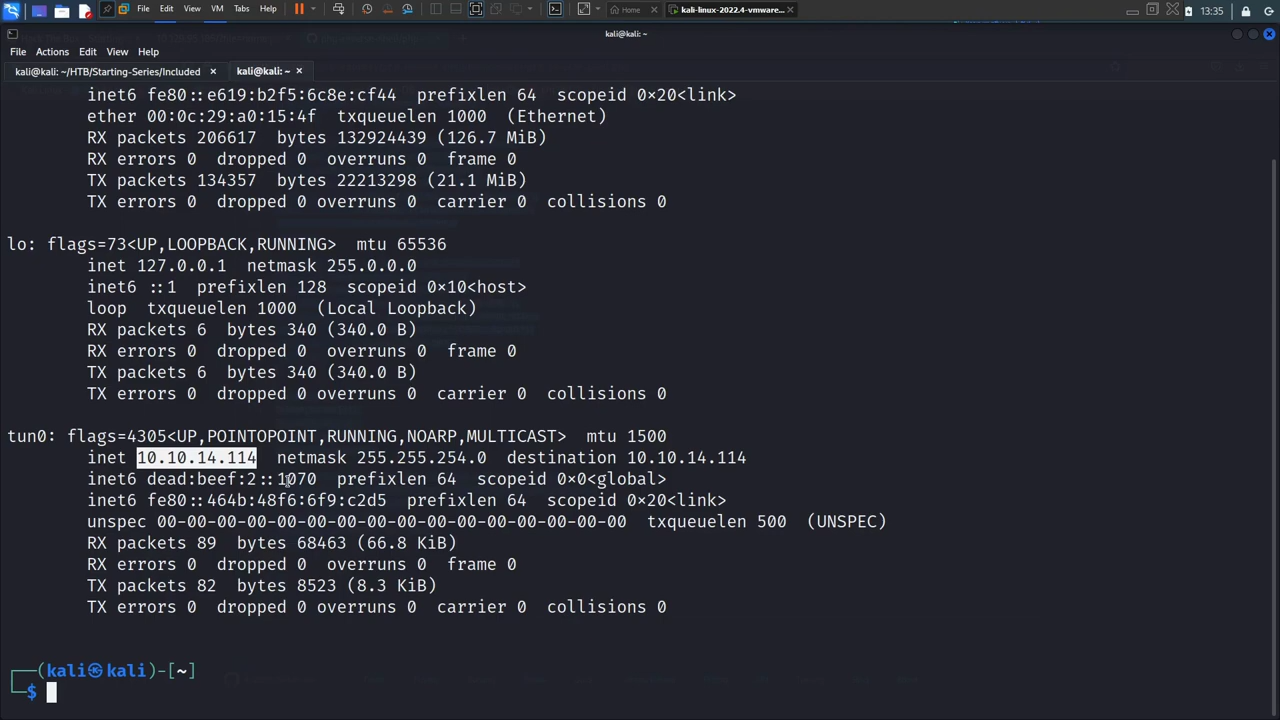 File Edit View VM Tabs Help
Home
kali-linux-2022.4-vmware...
13:35
kali@kali: ~
File Actions Edit View Help
kali@kali: ~/HTB/Starting-Series/Included
kali@kali: ~
inet6 fe80::e619:b2f5:6c8e:cf44 prefixlen 64 scopeid 0×20<link>
ether 00:0c:29:a0:15:4f txqueuelen 1000 (Ethernet)
RX packets 206617 bytes 132924439 (126.7 MiB)
RX errors 0 dropped 0 overruns 0 frame 0
TX packets 134357 bytes 22213298 (21.1 MiB)
TX errors 0 dropped 0 overruns 0 carrier 0 collisions 0
lo: flags=73<UP,LOOPBACK,RUNNING> mtu 65536
inet 127.0.0.1 netmask 255.0.0.0
inet6 ::1 prefixlen 128 scopeid 0×10<host>
loop txqueuelen 1000 (Local Loopback)
RX packets 6 bytes 340 (340.0 B)
RX errors 0 dropped 0 overruns 0 frame 0
TX packets 6 bytes 340 (340.0 B)
TX errors 0 dropped 0 overruns 0 carrier 0 collisions 0
tun0: flags=4305<UP,POINTOPOINT,RUNNING,NOARP,MULTICAST> mtu 1500
inet 10.10.14.114 netmask 255.255.254.0 destination 10.10.14.114
inet6 dead:beef:2::1070 prefixlen 64 scopeid 0×0<global>
inet6 fe80::464b:48f6:6f9:c2d5 prefixlen 64 scopeid 0×20<link>
unspec 00-00-00-00-00-00-00-00-00-00-00-00-00-00-00-00 txqueuelen 500 (UNSPEC)
RX packets 89 bytes 68463 (66.8 KiB)
RX errors 0 dropped 0 overruns 0 frame 0
TX packets 82 bytes 8523 (8.3 KiB)
TX errors 0 dropped 0 overruns 0 carrier 0 collisions 0
(kali㉿kali)-[~]
$